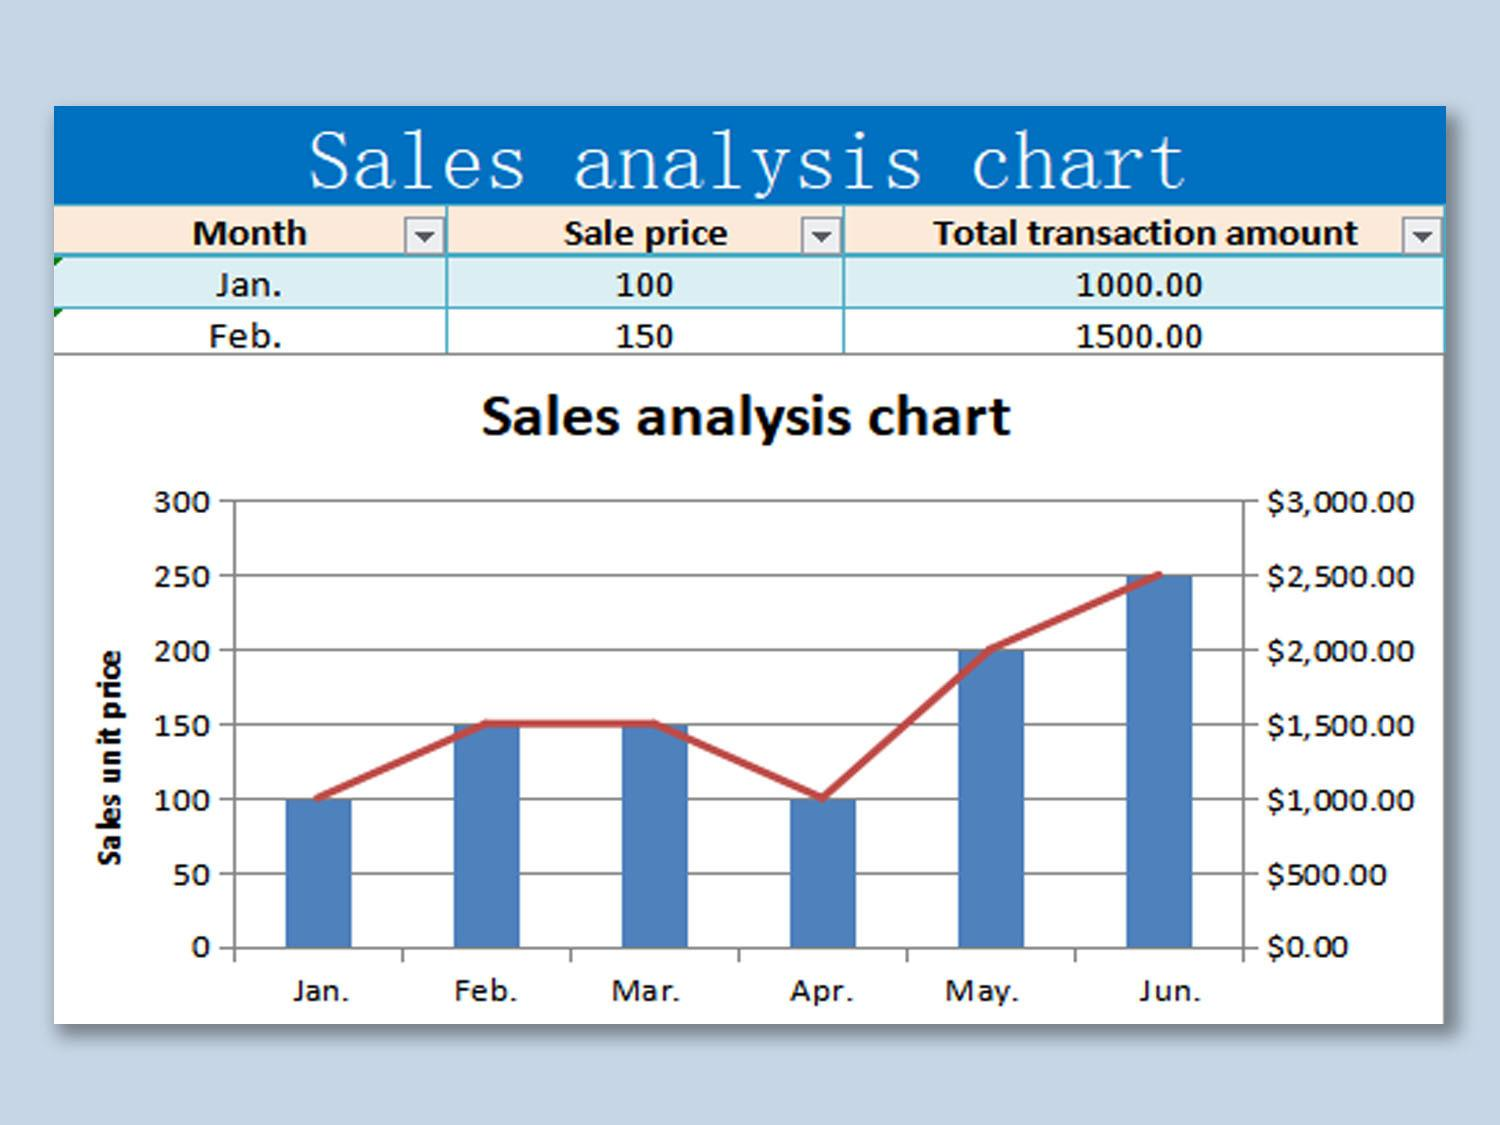 Sales analysis chart
Month Sale price Total transaction amount
Jan. 100 1000.00
Feb. 150 1500.00
Sales analysis chart
300 $3,000.00
250 $2,500.00
200 $2,000.00
150 $1,500.00
100 $1,000.00
50 $500.00
0 $0.00
Sales unit price
Jan. Feb. Mar. Apr. May. Jun.